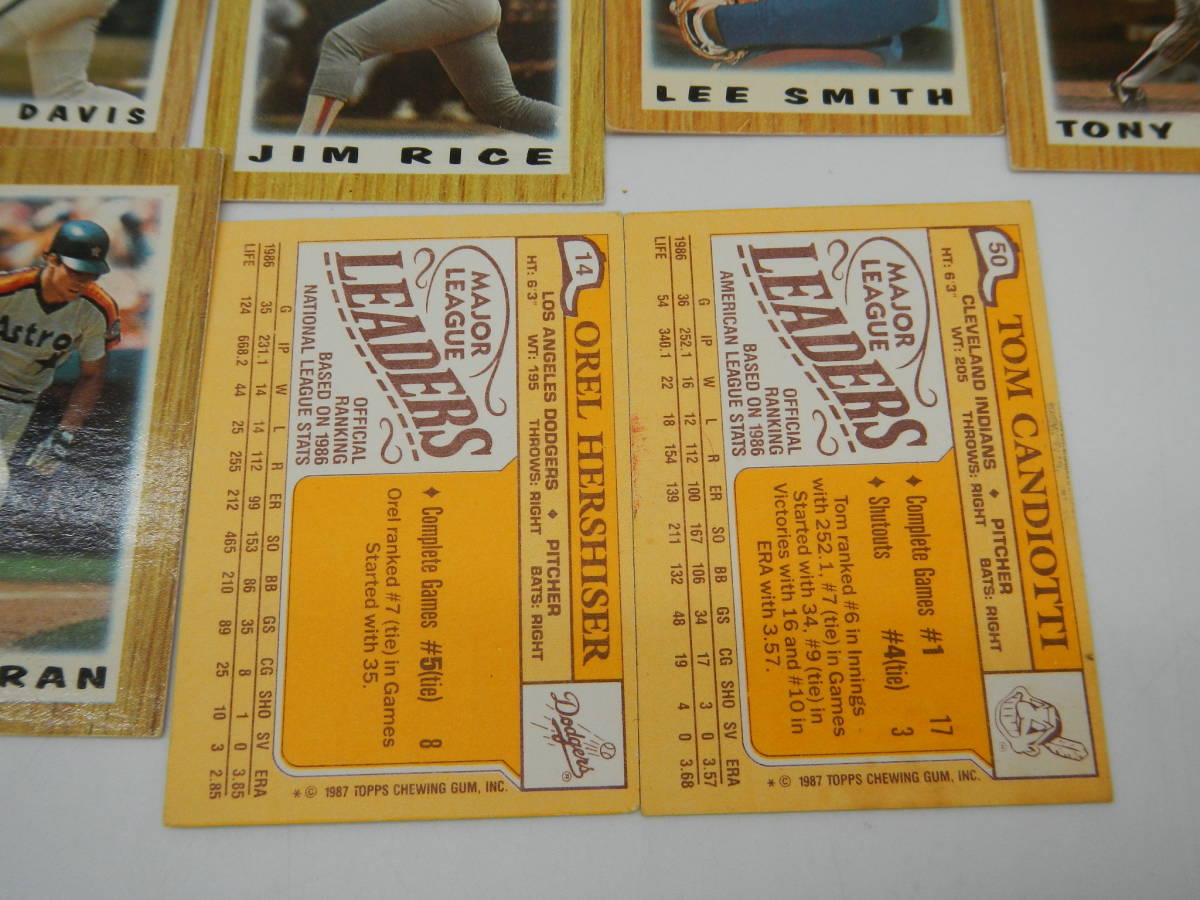 DAVIS
JIM RICE
LEE SMITH
TONY
Astro
RAN
14
OREL HERSHISER
LOS ANGELES DODGERS ♦ PITCHER
HT: 6'3" WT: 195 THROWS: RIGHT BATS: RIGHT
Dodgers
MAJOR
LEAGUE
LEADERS
OFFICIAL
RANKING
BASED ON 1986
NATIONAL LEAGUE STATS
♦ Complete Games #5(tie) 8
Orel ranked #7 (tie) in Games
Started with 35.
G IP W L R ER SO BB GS CG SHO SV ERA
1986 35 231.1 14 14 112 99 153 86 35 8 1 0 3.85
LIFE 124 668.2 44 25 255 212 465 210 89 25 10 3 2.85
* © 1987 TOPPS CHEWING GUM, INC.
50
TOM CANDIOTTI
CLEVELAND INDIANS ♦ PITCHER
HT: 6'3" WT: 205 THROWS: RIGHT BATS: RIGHT
MAJOR
LEAGUE
LEADERS
OFFICIAL
RANKING
BASED ON 1986
AMERICAN LEAGUE STATS
♦ Complete Games #1 17
♦ Shutouts #4(tie) 3
Tom ranked #6 in Innings
with 252.1, #7 (tie) in Games
Started with 34, #9 (tie) in
Victories with 16 and #10 in
ERA with 3.57.
G IP W L R ER SO BB GS CG SHO SV ERA
1986 36 252.1 16 12 112 100 167 106 34 17 3 0 3.57
LIFE 54 340.1 22 18 154 139 211 132 48 19 4 0 3.68
* © 1987 TOPPS CHEWING GUM, INC.